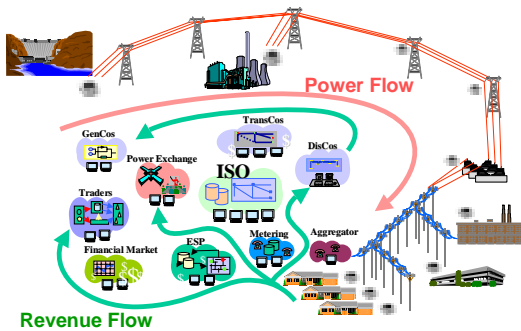 Power Flow
TransCos
GenCos
DisCos
Power Exchange
ISO
Traders
Financial Market
ESP
Metering
Aggregator
Revenue Flow